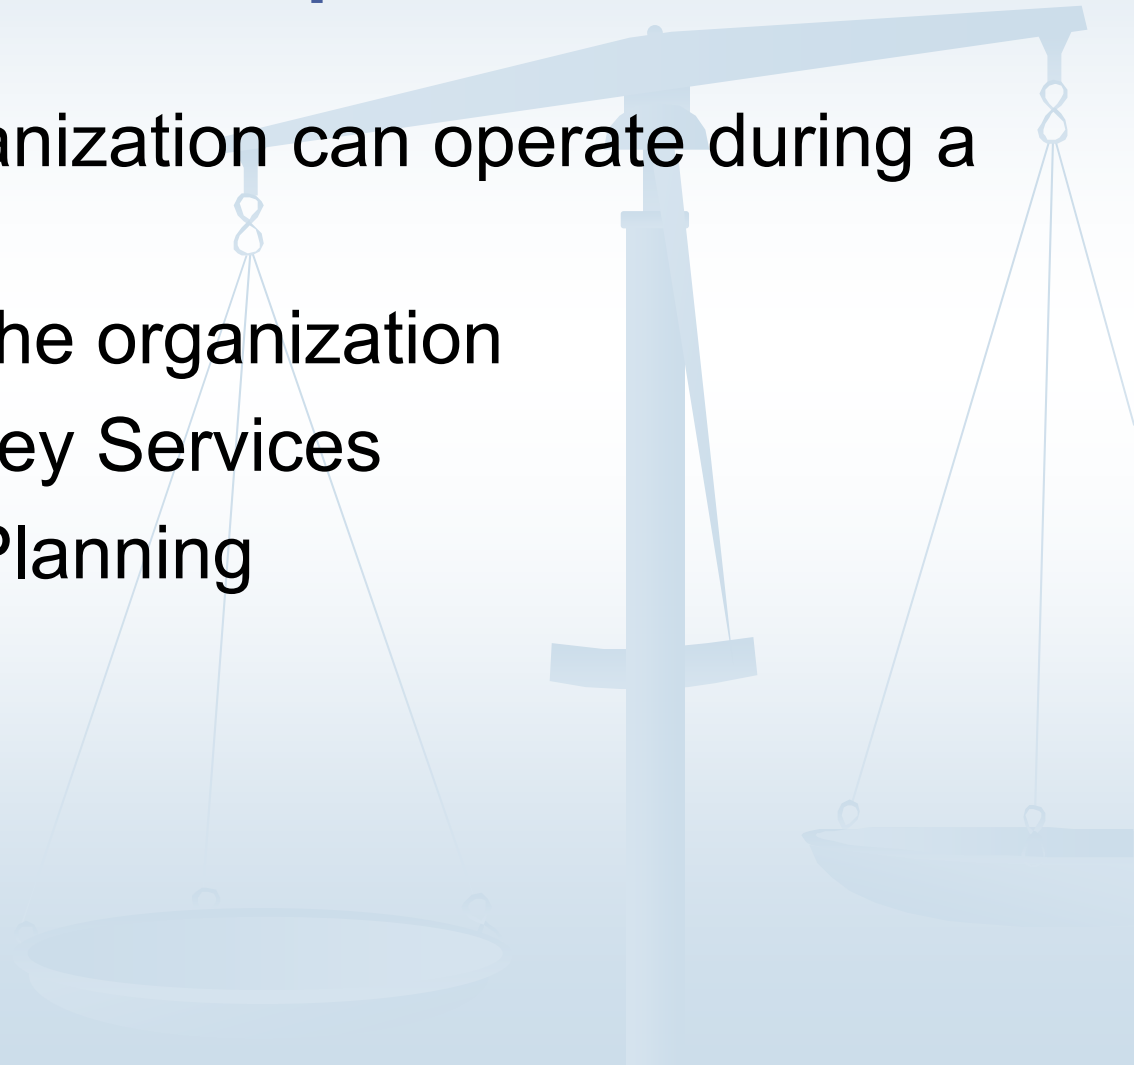 anization can operate during a
he organization
ey Services
Planning